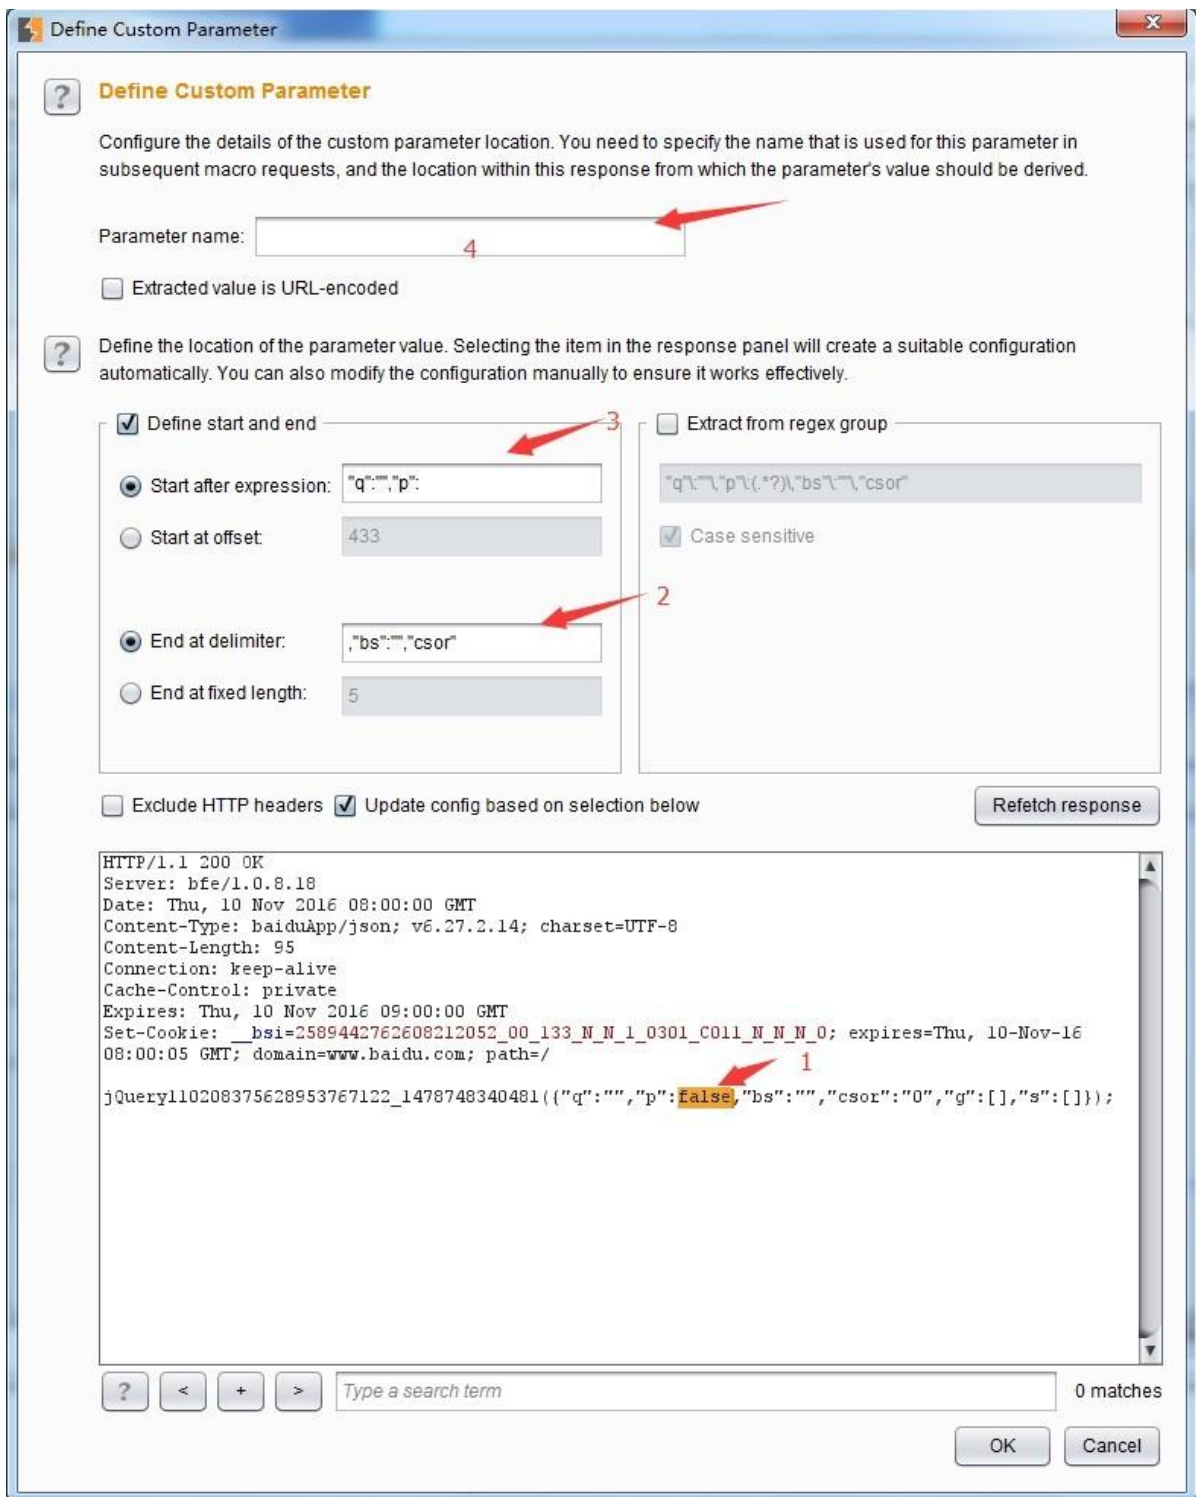 Define Custom Parameter
x
? Define Custom Parameter
Configure the details of the custom parameter location. You need to specify the name that is used for this parameter in
subsequent macro requests, and the location within this response from which the parameter's value should be derived.
Parameter name: 4
Extracted value is URL-encoded
? Define the location of the parameter value. Selecting the item in the response panel will create a suitable configuration
automatically. You can also modify the configuration manually to ensure it works effectively.
Define start and end 3
Start after expression: "q":"","p":
Start at offset: 433
2
End at delimiter: ,"bs":"","csor"
End at fixed length: 5
Extract from regex group
"q"\:""\,"p"\:(.*?)\,"bs"\:""\,"csor"
Case sensitive
Exclude HTTP headers Update config based on selection below Refetch response
HTTP/1.1 200 OK
Server: bfe/1.0.8.18
Date: Thu, 10 Nov 2016 08:00:00 GMT
Content-Type: baiduApp/json; v6.27.2.14; charset=UTF-8
Content-Length: 95
Connection: keep-alive
Cache-Control: private
Expires: Thu, 10 Nov 2016 09:00:00 GMT
Set-Cookie: __bsi=2589442762608212052_00_133_N_N_1_0301_C011_N_N_N_0; expires=Thu, 10-Nov-16
08:00:05 GMT; domain=www.baidu.com; path=/
1
jQuery110208375628953767122_1478748340481({"q":"","p":false,"bs":"","csor":"0","g":[],"s":[]});
? < + > Type a search term 0 matches
OK Cancel